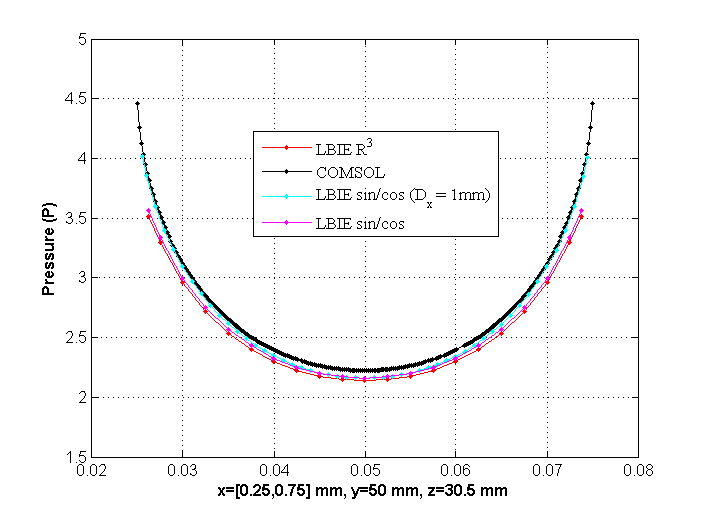 5
4.5
4
3.5
3
2.5
2
1.5
Pressure (P)
LBIE R³
COMSOL
LBIE sin/cos (Dₓ = 1mm)
LBIE sin/cos
0.02 0.03 0.04 0.05 0.06 0.07 0.08
x=[0.25,0.75] mm, y=50 mm, z=30.5 mm